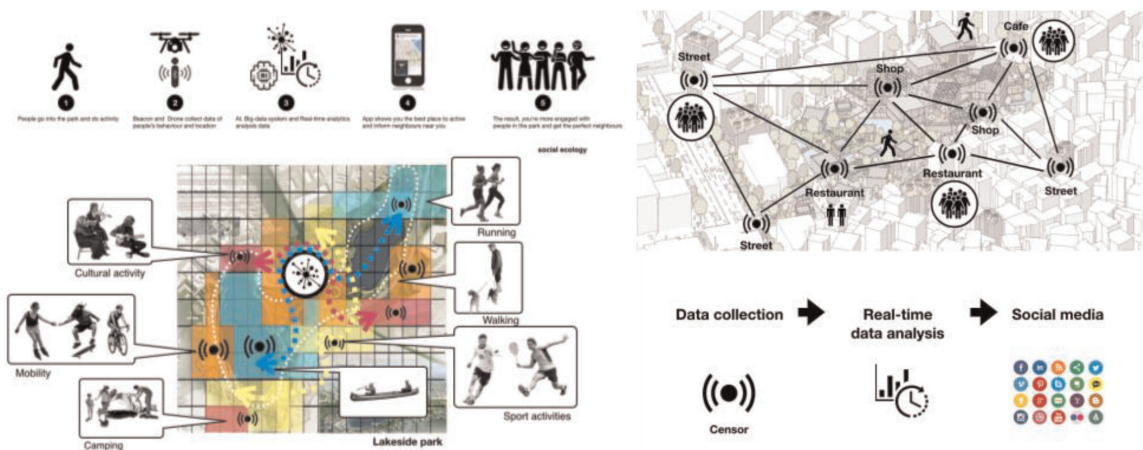 1
People go into the park and do activity
2
Beacon and Drone collect data of
people's behaviour and location
3
AI, Big-data system and Real-time analytics
analysis data
4
App shows you the best place to active
and inform neighbours near you
5
The result, you're more engaged with
people in the park and get the perfect neighbours
social ecology
Running
Cultural activity
Walking
Mobility
Sport activities
Camping
Lakeside park
Cafe
Street
Shop
Shop
Restaurant
Restaurant
Street
Street
Data collection
Real-time
data analysis
Social media
Censor